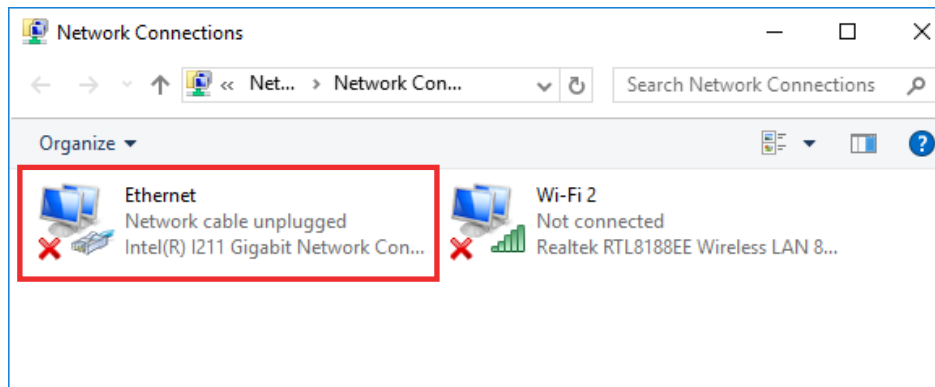 Network Connections
« Net... › Network Con...
Search Network Connections
Organize
?
Ethernet
Network cable unplugged
Intel(R) I211 Gigabit Network Con...
Wi-Fi 2
Not connected
Realtek RTL8188EE Wireless LAN 8...